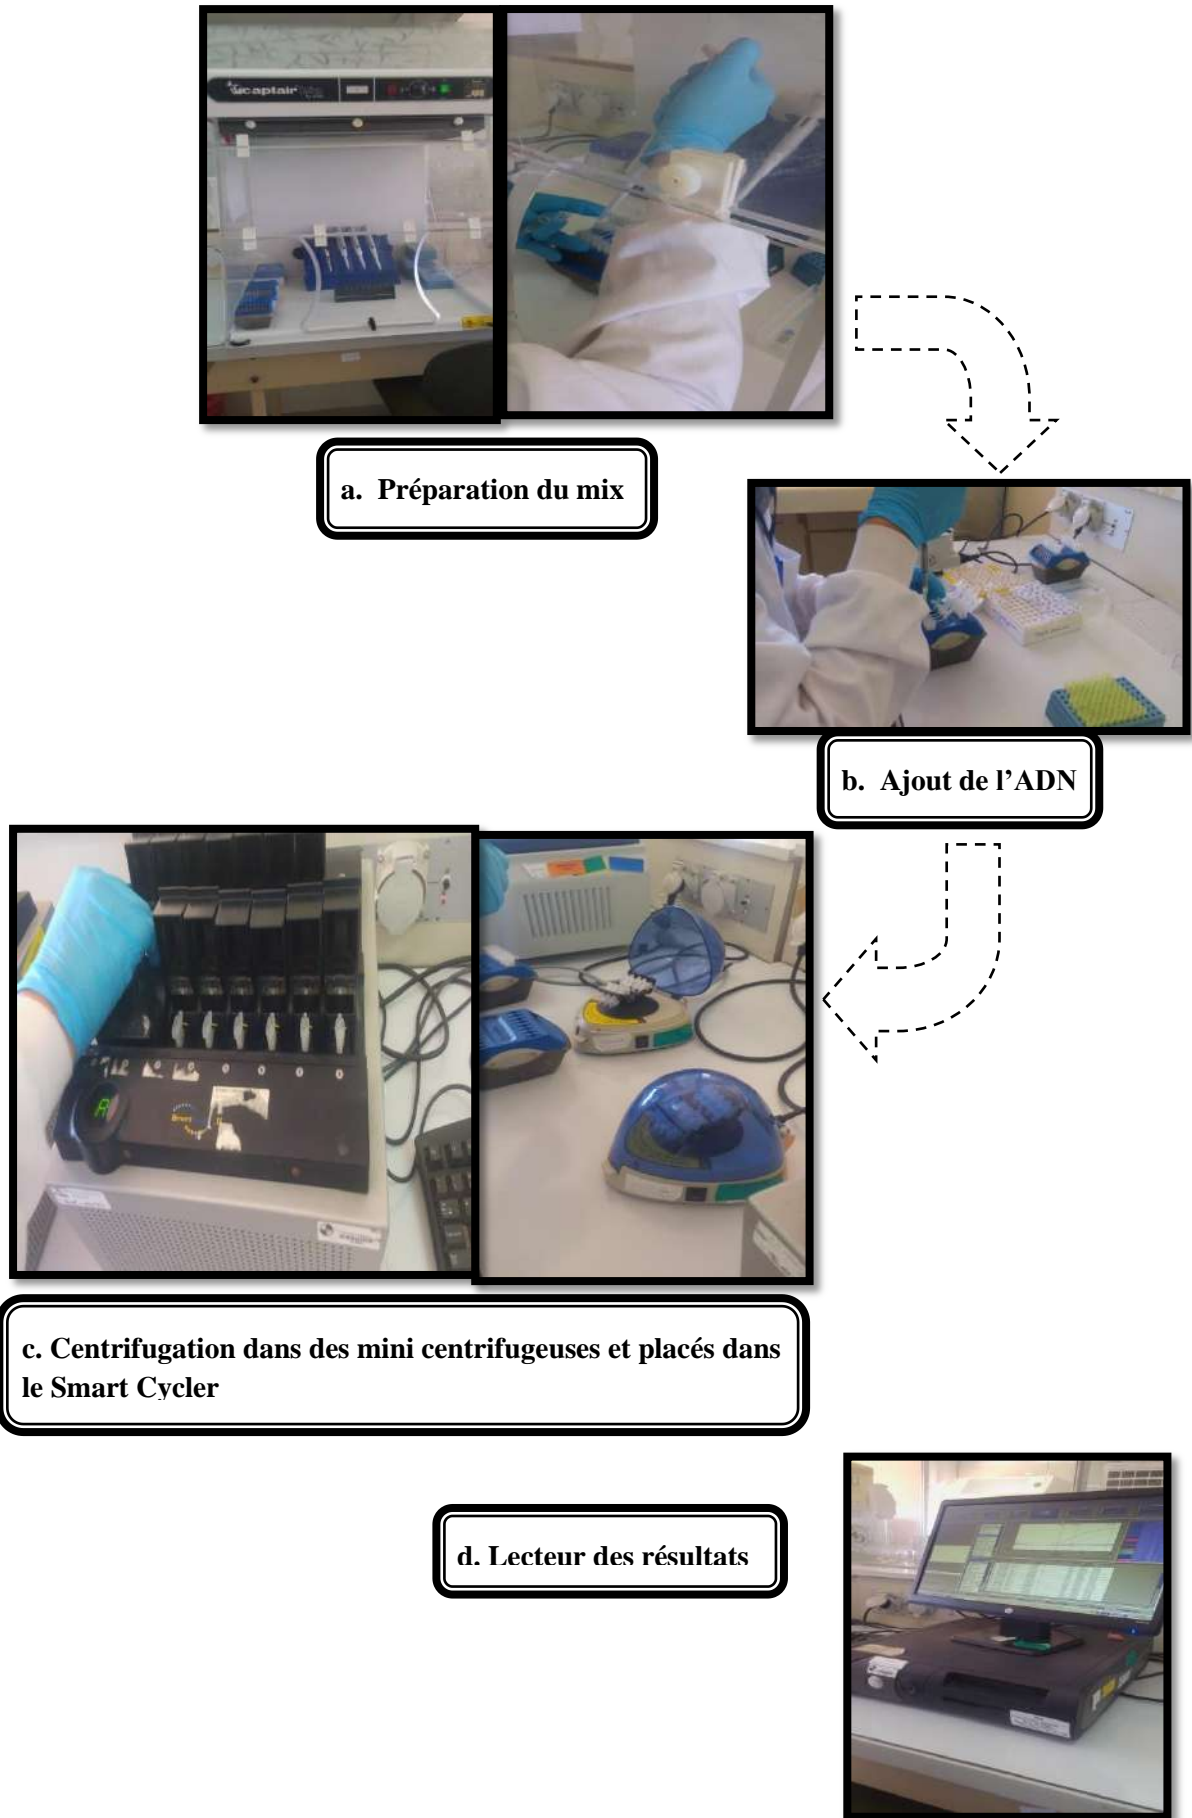 captair
a. Préparation du mix
b. Ajout de l'ADN
c. Centrifugation dans des mini centrifugeuses et placés dans
le Smart Cycler
d. Lecteur des résultats